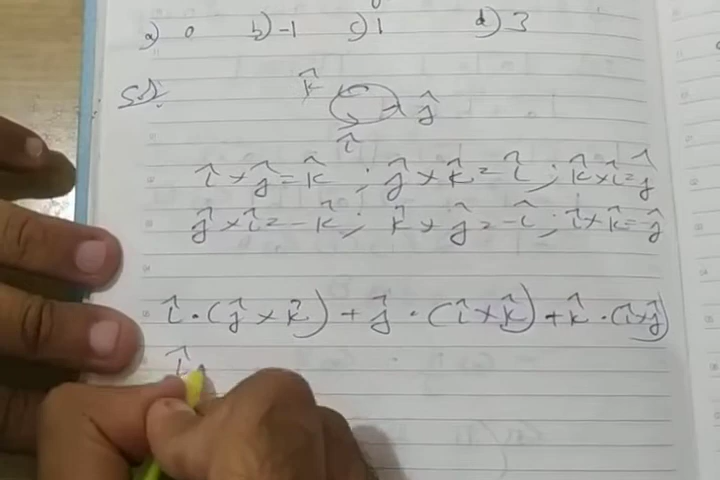 a) 0 b) -1 c) 1 d) 3
Sol:
k̂ ĵ
î
î × ĵ = k̂ ; ĵ × k̂ = î ; k̂ × î = ĵ
ĵ × î = - k̂ ; k̂ × ĵ = - î ; î × k̂ = - ĵ
î · (ĵ × k̂) + ĵ · (î × k̂) + k̂ · (î × ĵ)
î .